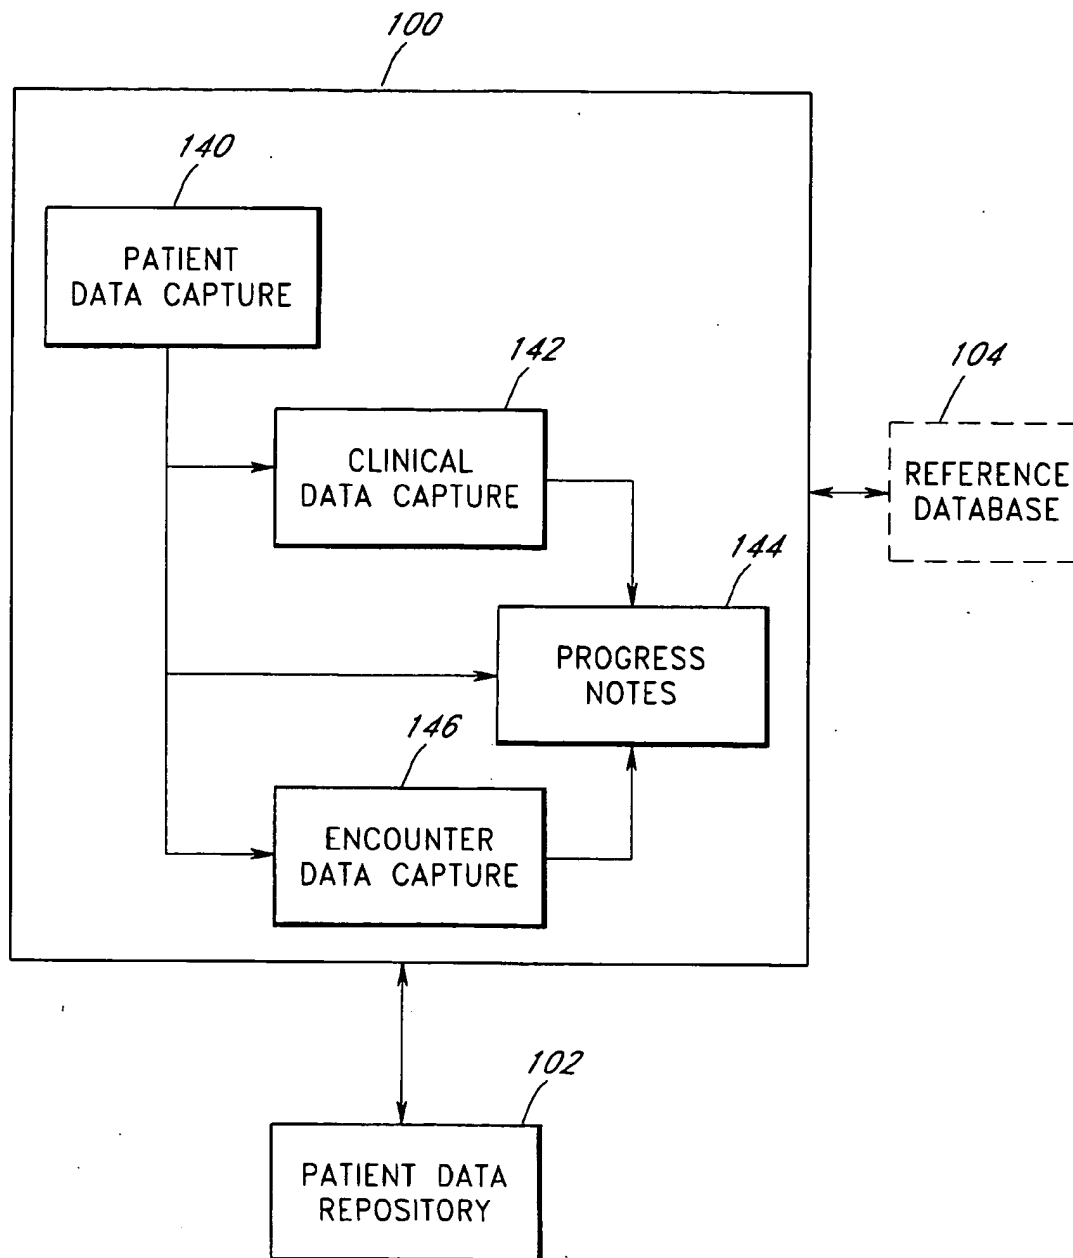 100
140
PATIENT
DATA CAPTURE
142
CLINICAL
DATA CAPTURE
104
REFERENCE
DATABASE
144
PROGRESS
NOTES
146
ENCOUNTER
DATA CAPTURE
102
PATIENT DATA
REPOSITORY